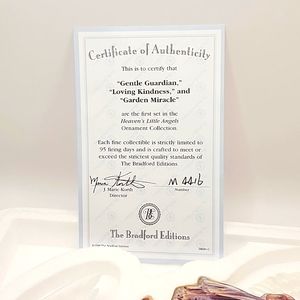 Certificate of Authenticity
This is to certify that
"Gentle Guardian,"
"Loving Kindness," and
"Garden Miracle"
are the first set in the
Heaven's Little Angels
Ornament Collection.
Each fine collectible is strictly limited to
95 firing days and is crafted to meet or
exceed the strictest quality standards of
The Bradford Editions.
M 4416
J. Marie Korth
Director
Number
The Bradford Editions